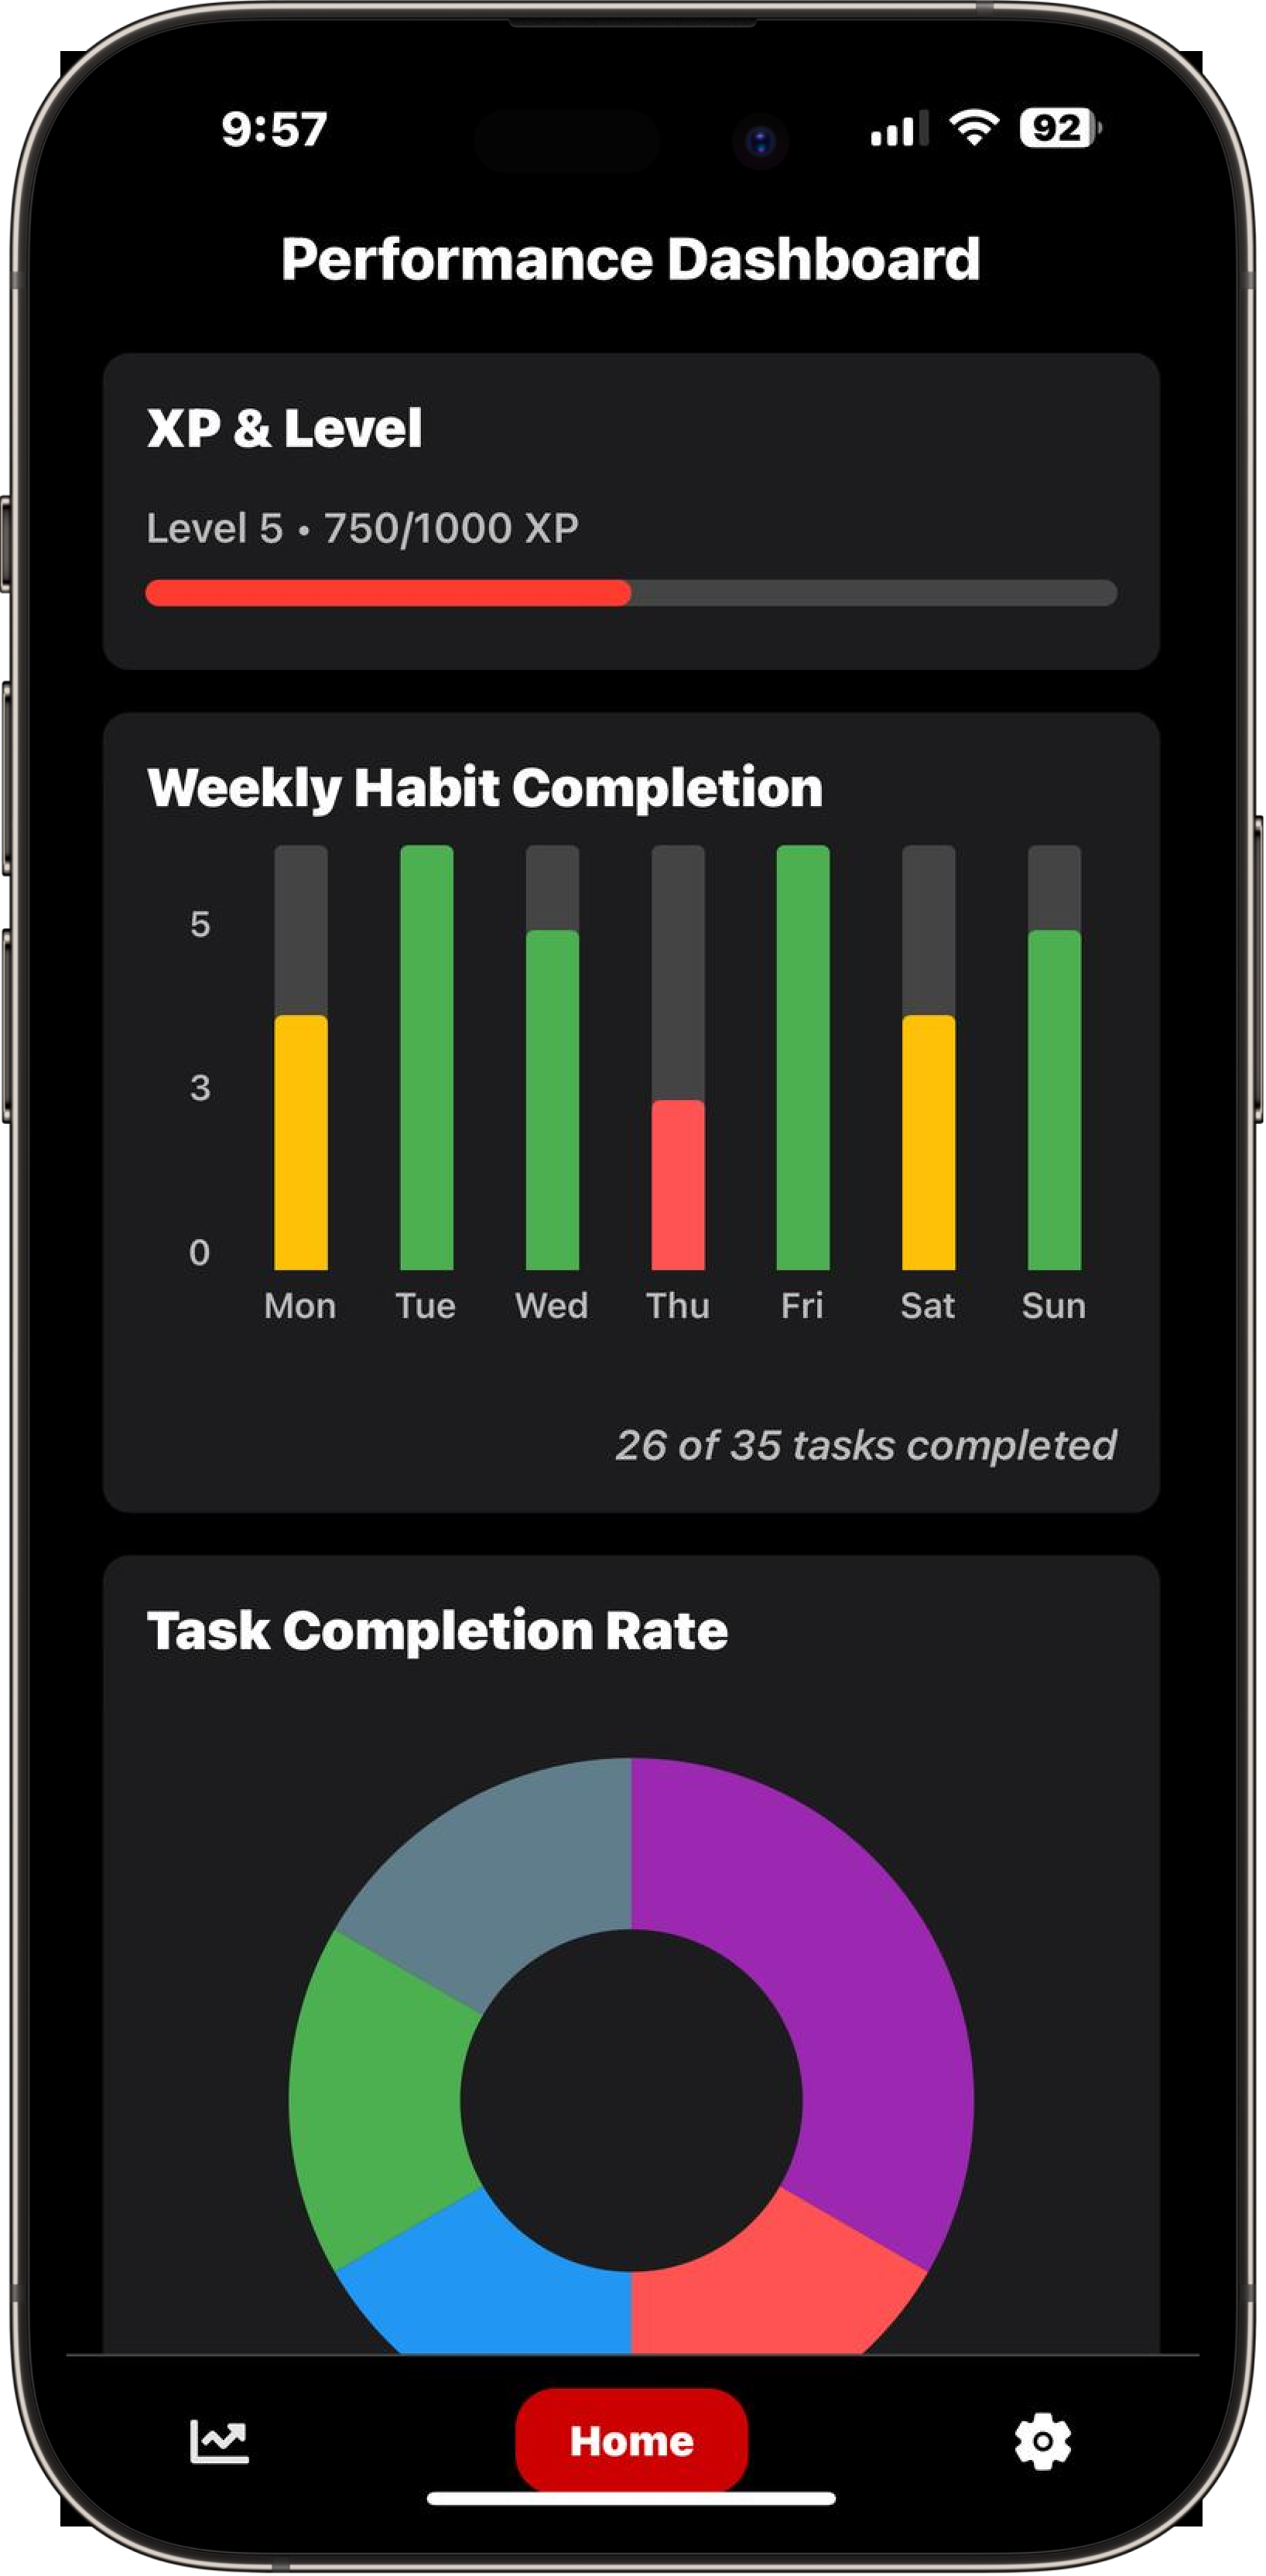 9:57
92
Performance Dashboard
XP & Level
Level 5 • 750/1000 XP
Weekly Habit Completion
5
3
0
Mon Tue Wed Thu Fri Sat Sun
26 of 35 tasks completed
Task Completion Rate
Home